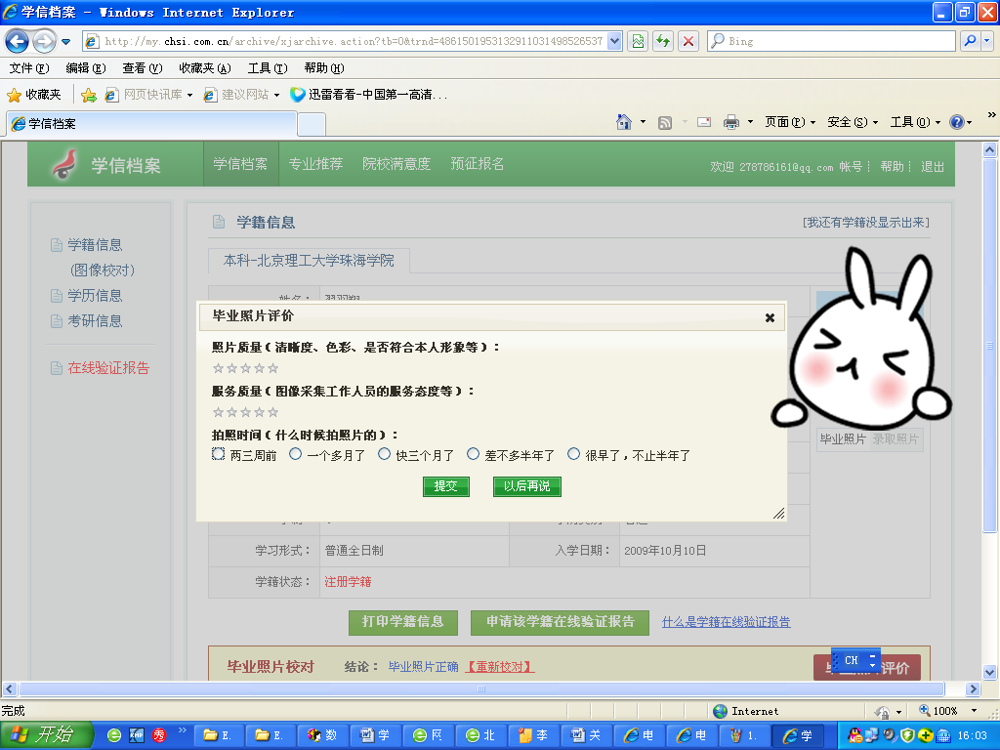 学信档案 - Windows Internet Explorer
http://my.chsi.com.cn/archive/xjarchive.action?tb=0&trnd=48615019531329110314985265​37
Bing
文件(F) 编辑(E) 查看(V) 收藏夹(A) 工具(T) 帮助(H)
收藏夹 网页快讯库 建议网站 迅雷看看-中国第一高清...
学信档案
页面(P) 安全(S) 工具(O)
学信档案 学信档案 专业推荐 院校满意度 预征报名 欢迎 278786161@qq.com 帐号 帮助 退出
学籍信息
(图像校对)
学历信息
考研信息
在线验证报告
学籍信息 [我还有学籍没显示出来]
本科-北京理工大学珠海学院
毕业照片评价
照片质量(清晰度、色彩、是否符合本人形象等):
☆☆☆☆☆
服务质量(图像采集工作人员的服务态度等):
☆☆☆☆☆
拍照时间(什么时候拍照片的):
两三周前 一个多月了 快三个月了 差不多半年了 很早了,不止半年了
提交 以后再说
毕业照片 录取照片
学习形式: 普通全日制 入学日期: 2009年10月10日
学籍状态: 注册学籍
打印学籍信息 申请该学籍在线验证报告 什么是学籍在线验证报告
毕业照片校对 结论: 毕业照片正确 【重新校对】
CH
完成 Internet 100%
开始 E. E. 数 学 网 北 李 关 电 电 1. 学 16:03